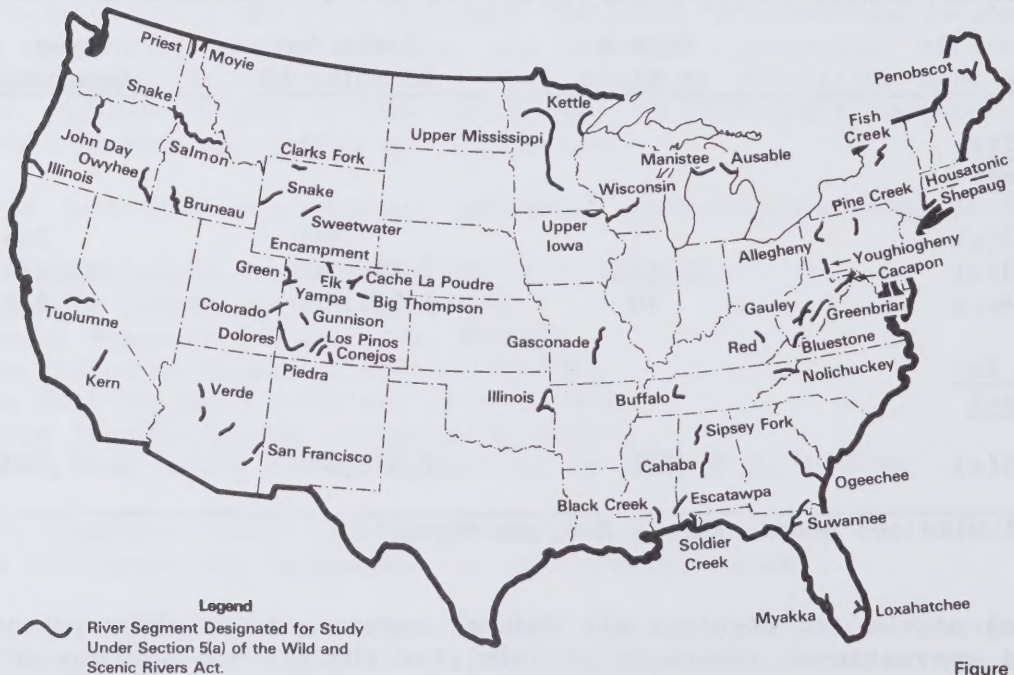 Priest
Moyie
Snake
John Day
Owyhee
Illinois
Salmon
Bruneau
Clarks Fork
Snake
Sweetwater
Encampment
Green
Elk
Cache La Poudre
Yampa
Big Thompson
Colorado
Gunnison
Dolores
Los Pinos
Conejos
Piedra
Tuolumne
Kern
Verde
San Francisco
Kettle
Upper Mississippi
Wisconsin
Upper
Iowa
Manistee
Ausable
Gasconade
Illinois
Buffalo
Penobscot
Fish
Creek
Housatonic
Shepaug
Pine Creek
Allegheny
Youghiogheny
Cacapon
Gauley
Greenbriar
Red
Bluestone
Nolichuckey
Sipsey Fork
Cahaba
Ogeechee
Black Creek
Escatawpa
Suwannee
Soldier
Creek
Myakka
Loxahatchee
Legend
River Segment Designated for Study
Under Section 5(a) of the Wild and
Scenic Rivers Act.
Figure